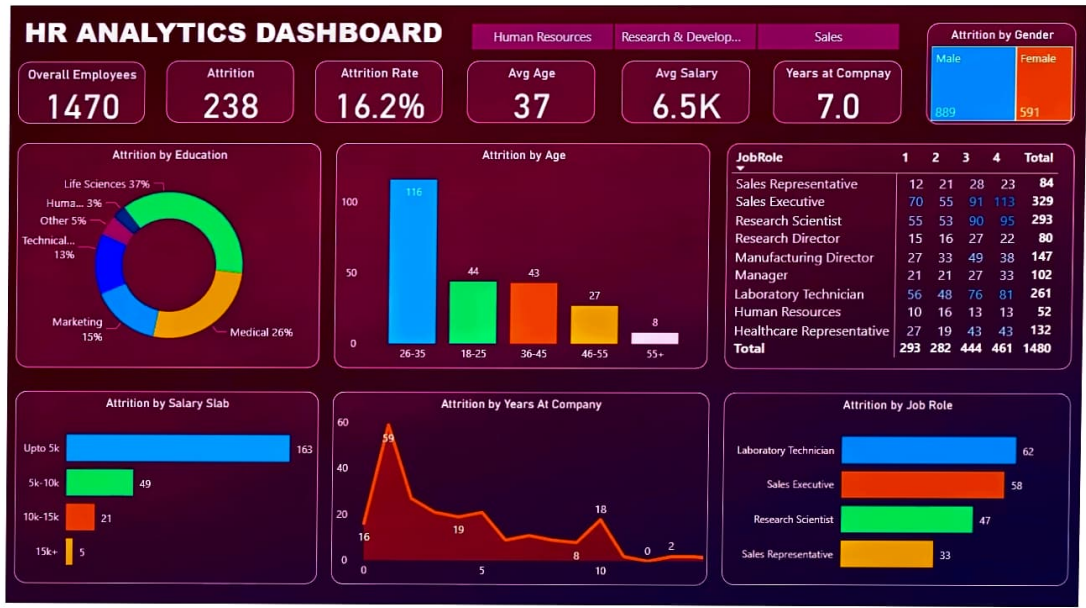 HR ANALYTICS DASHBOARD
Human Resources
Research & Develop...
Sales
Overall Employees
1470
Attrition
238
Attrition Rate
16.2%
Avg Age
37
Avg Salary
6.5K
Years at Compnay
7.0
Attrition by Gender
Male
Female
889
591
Attrition by Education
Life Sciences 37%
Huma... 3%
Other 5%
Technical...
13%
Marketing
15%
Medical 26%
Attrition by Age
100
50
0
116
44
43
27
8
26-35
18-25
36-45
46-55
55+
JobRole 1 2 3 4 Total
Sales Representative 12 21 28 23 84
Sales Executive 70 55 91 113 329
Research Scientist 55 53 90 95 293
Research Director 15 16 27 22 80
Manufacturing Director 27 33 49 38 147
Manager 21 21 27 33 102
Laboratory Technician 56 48 76 81 261
Human Resources 10 16 13 13 52
Healthcare Representative 27 19 43 43 132
Total 293 282 444 461 1480
Attrition by Salary Slab
Upto 5k 163
5k-10k 49
10k-15k 21
15k+ 5
Attrition by Years At Company
60
40
20
0
59
16
19
8
18
0
2
0
5
10
Attrition by Job Role
Laboratory Technician 62
Sales Executive 58
Research Scientist 47
Sales Representative 33